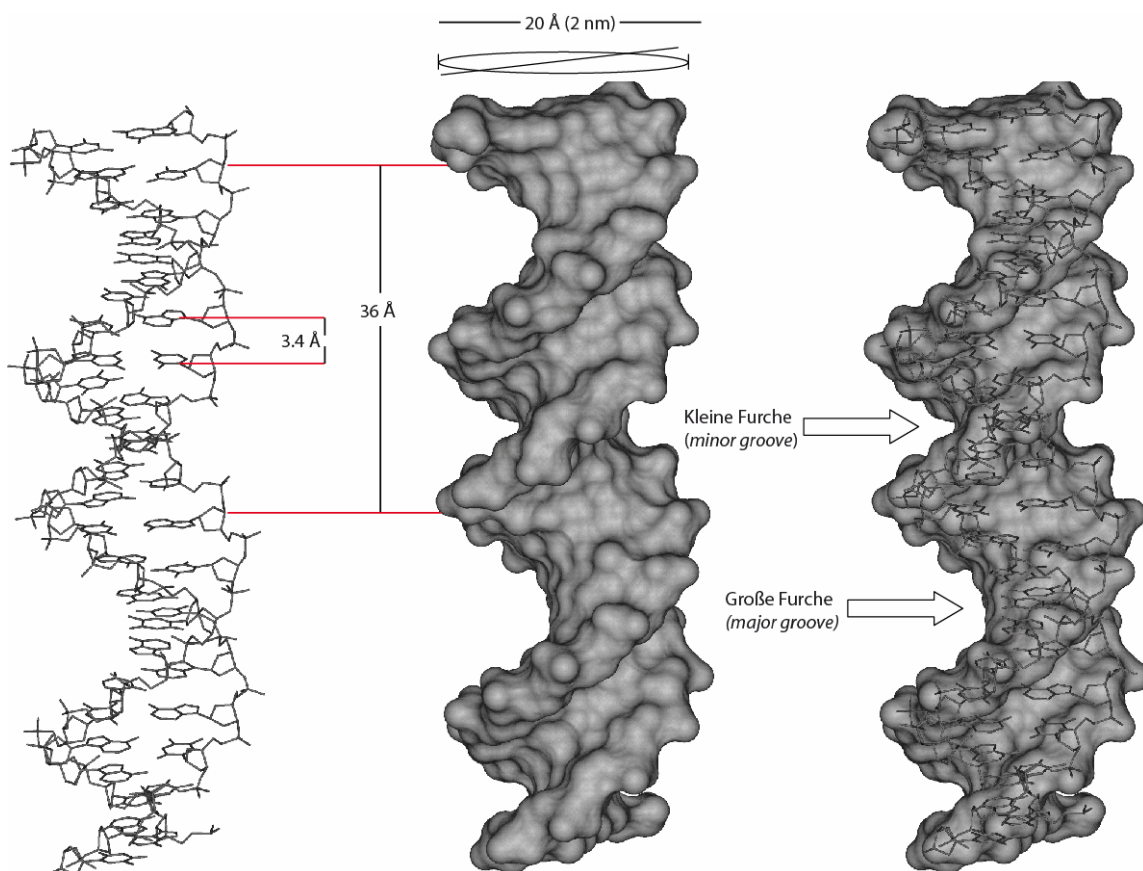 20 Å (2 nm)
36 Å
3.4 Å
Kleine Furche
(minor groove)
Große Furche
(major groove)